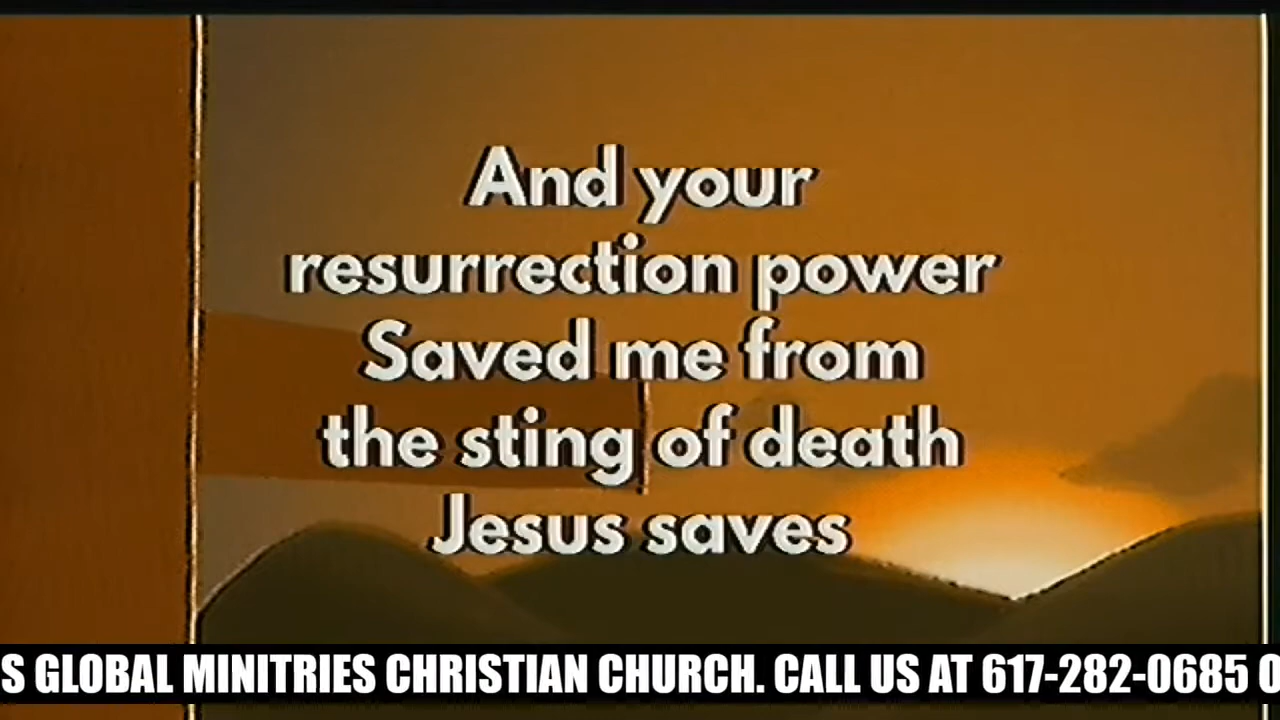 And your
resurrection power
Saved me from
the sting of death
Jesus saves
S GLOBAL MINITRIES CHRISTIAN CHURCH. CALL US AT 617-282-0685